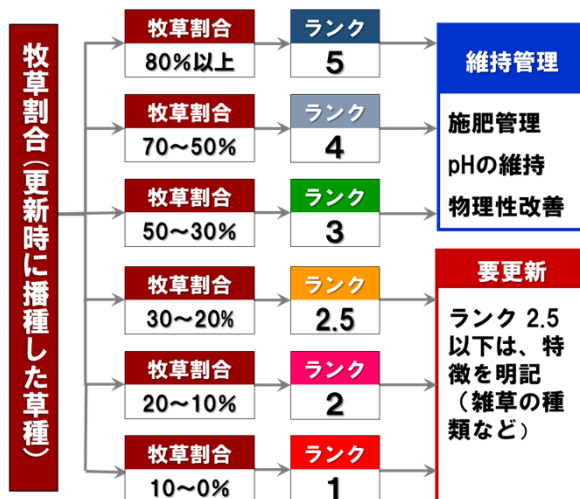 牧草割合(更新時に播種した草種)
牧草割合
80%以上
ランク
5
牧草割合
70～50%
ランク
4
牧草割合
50～30%
ランク
3
牧草割合
30～20%
ランク
2.5
牧草割合
20～10%
ランク
2
牧草割合
10～0%
ランク
1
維持管理
施肥管理
pHの維持
物理性改善
要更新
ランク 2.5
以下は、特
徴を明記
（雑草の種
類など）